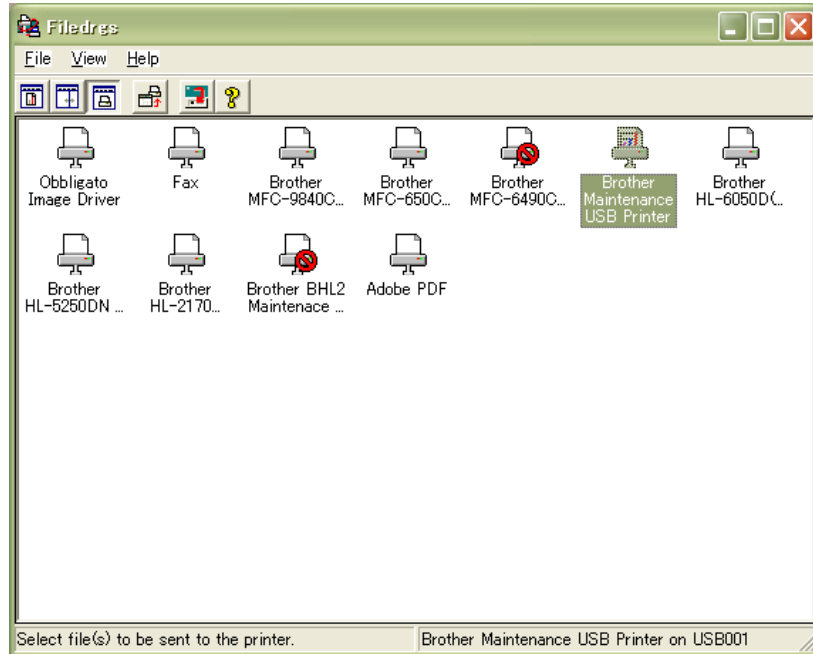 Filedrgs
File View Help
Obbligato
Image Driver
Fax
Brother
MFC-9840C...
Brother
MFC-650C...
Brother
MFC-6490C...
Brother
Maintenance
USB Printer
Brother
HL-6050D(...
Brother
HL-5250DN ...
Brother
HL-2170...
Brother BHL2
Maintenace ...
Adobe PDF
Select file(s) to be sent to the printer.
Brother Maintenance USB Printer on USB001